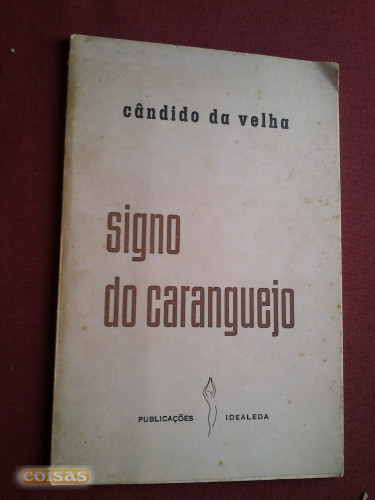 cândido da velha
signo
do caranguejo
PUBLICAÇÕES IDEALEDA
coisas